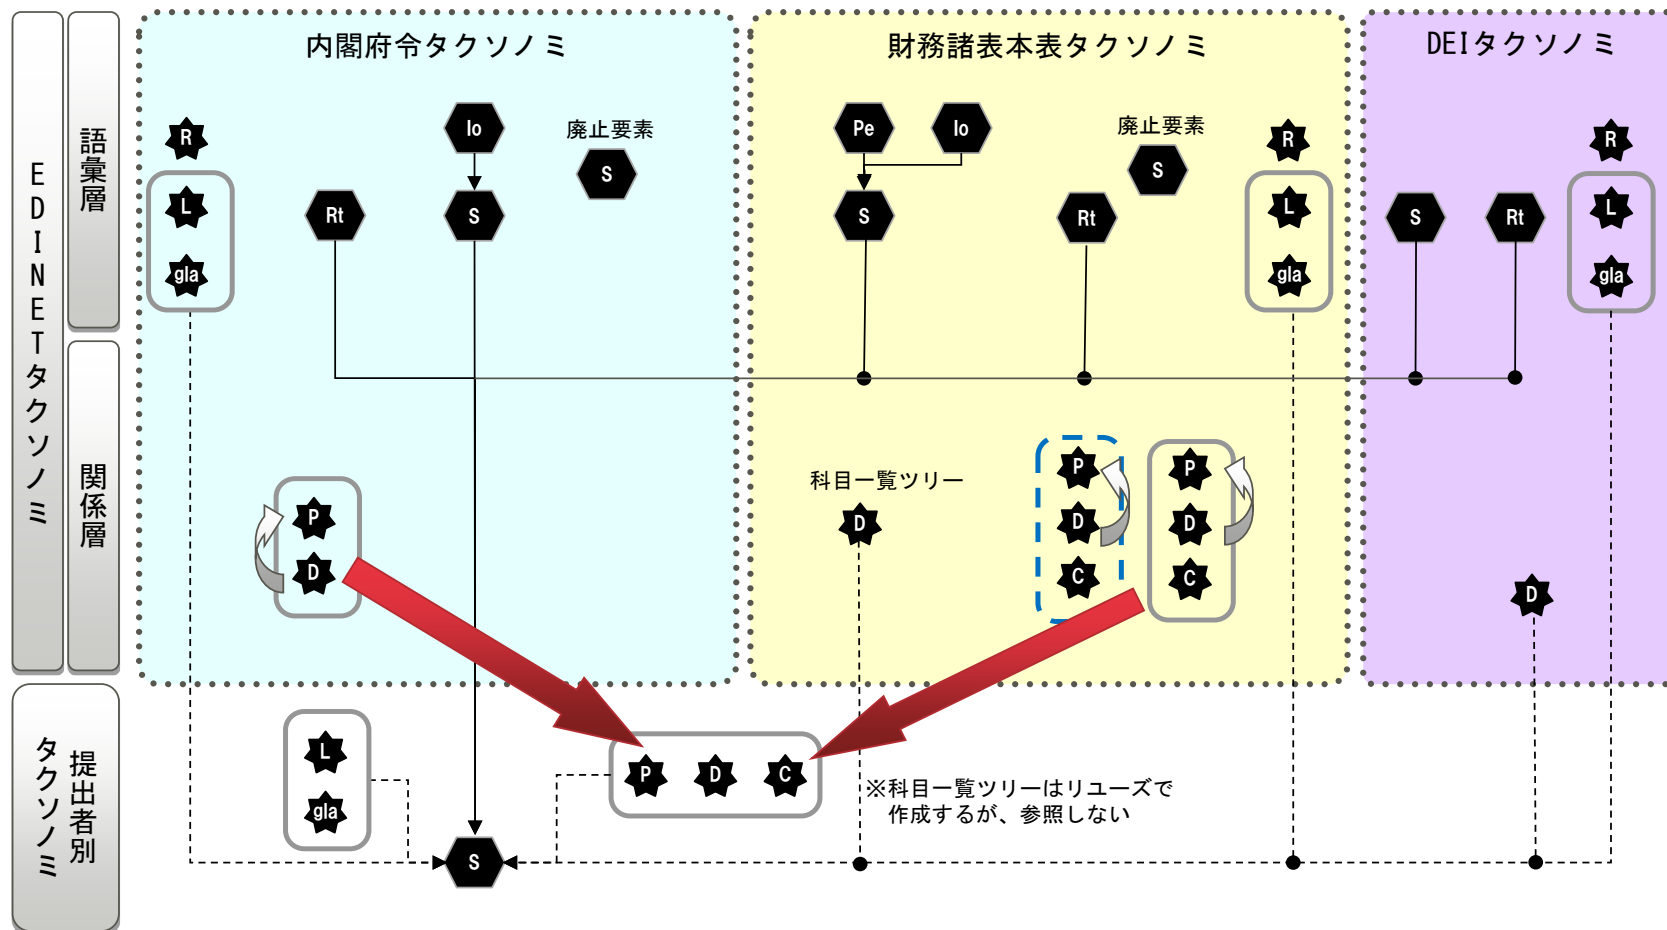 EDINETタクソノミ
語彙層
関係層
提出者別
タクソノミ
内閣府令タクソノミ
R
L
gla
Rt
Io
S
廃止要素
S
P
D
財務諸表本表タクソノミ
Pe
Io
S
Rt
廃止要素
S
R
L
gla
科目一覧ツリー
D
P
D
C
P
D
C
DEIタクソノミ
S
Rt
R
L
gla
D
L
gla
S
P
D
C
※科目一覧ツリーはリユーズで
作成するが、参照しない